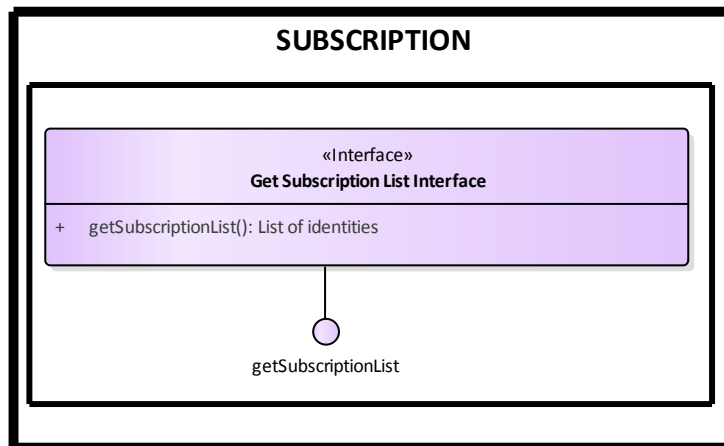 SUBSCRIPTION
«Interface»
Get Subscription List Interface
+ getSubscriptionList(): List of identities
getSubscriptionList